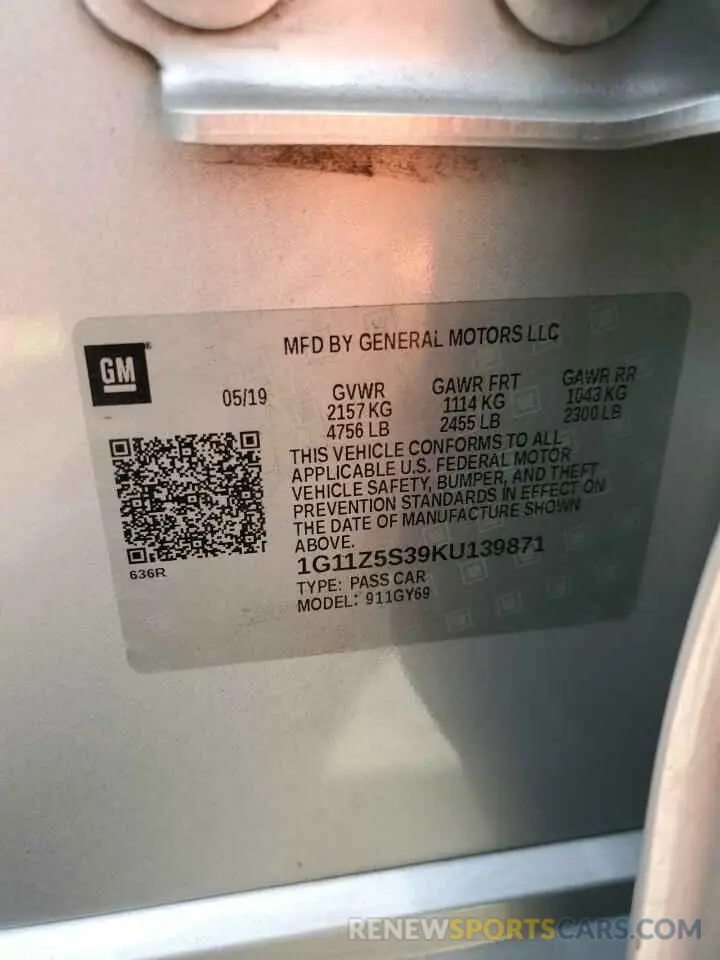 MFD BY GENERAL MOTORS LLC
GM
05/19
GVWR
2157 KG
4756 LB
GAWR FRT
1114 KG
2455 LB
GAWR RR
1043 KG
2300 LB
THIS VEHICLE CONFORMS TO ALL
APPLICABLE U.S. FEDERAL MOTOR
VEHICLE SAFETY, BUMPER, AND THEFT
PREVENTION STANDARDS IN EFFECT ON
THE DATE OF MANUFACTURE SHOWN
ABOVE.
636R
1G11Z5S39KU139871
TYPE: PASS CAR
MODEL: 911GY69
RENEWSPORTSCARS.COM